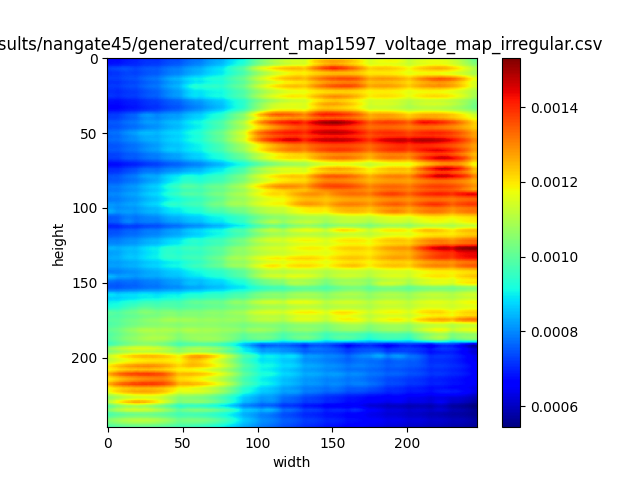 sults/nangate45/generated/current_map1597_voltage_map_irregular.csv
0
50
100
150
200
height
0 50 100 150 200
width
0.0014
0.0012
0.0010
0.0008
0.0006